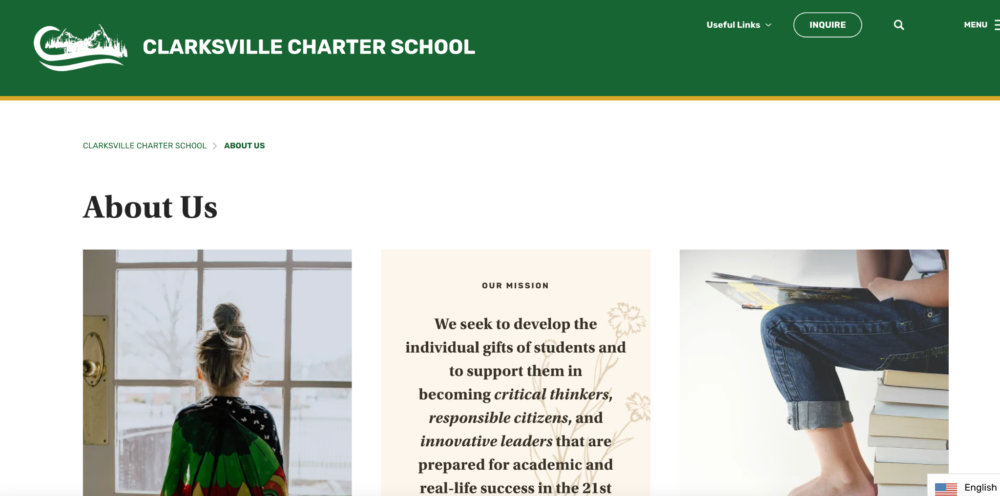 Useful Links
INQUIRE
MENU
CLARKSVILLE CHARTER SCHOOL
CLARKSVILLE CHARTER SCHOOL
ABOUT US
About Us
OUR MISSION
We seek to develop the
individual gifts of students and
to support them in
becoming critical thinkers,
responsible citizens, and
innovative leaders that are
prepared for academic and
real-life success in the 21st
English